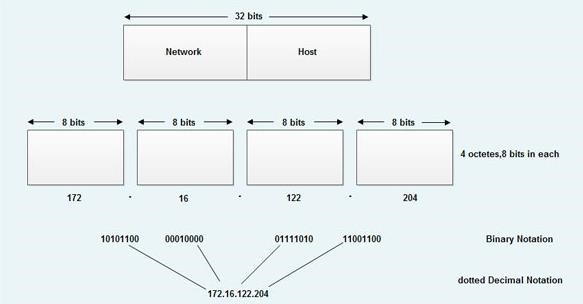 32 bits
Network Host
8 bits 8 bits 8 bits 8 bits
4 octetes,8 bits in each
172 . 16 . 122 . 204
10101100 00010000 01111010 11001100 Binary Notation
dotted Decimal Notation
172.16.122.204